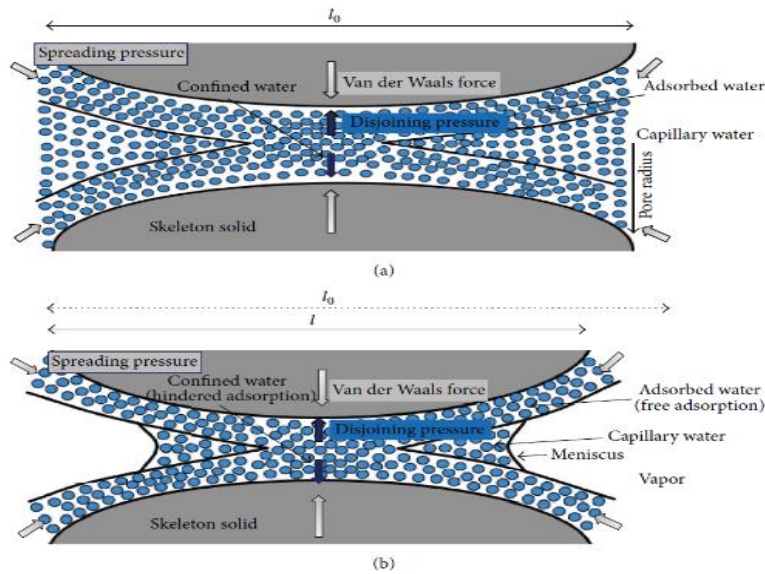 l₀
Spreading pressure
Confined water
Van der Waals force
Adsorbed water
Disjoining pressure
Capillary water
Pore radius
Skeleton solid
(a)
l₀
l
Spreading pressure
Confined water
(hindered adsorption)
Van der Waals force
Adsorbed water
(free adsorption)
Disjoining pressure
Capillary water
Meniscus
Vapor
Skeleton solid
(b)